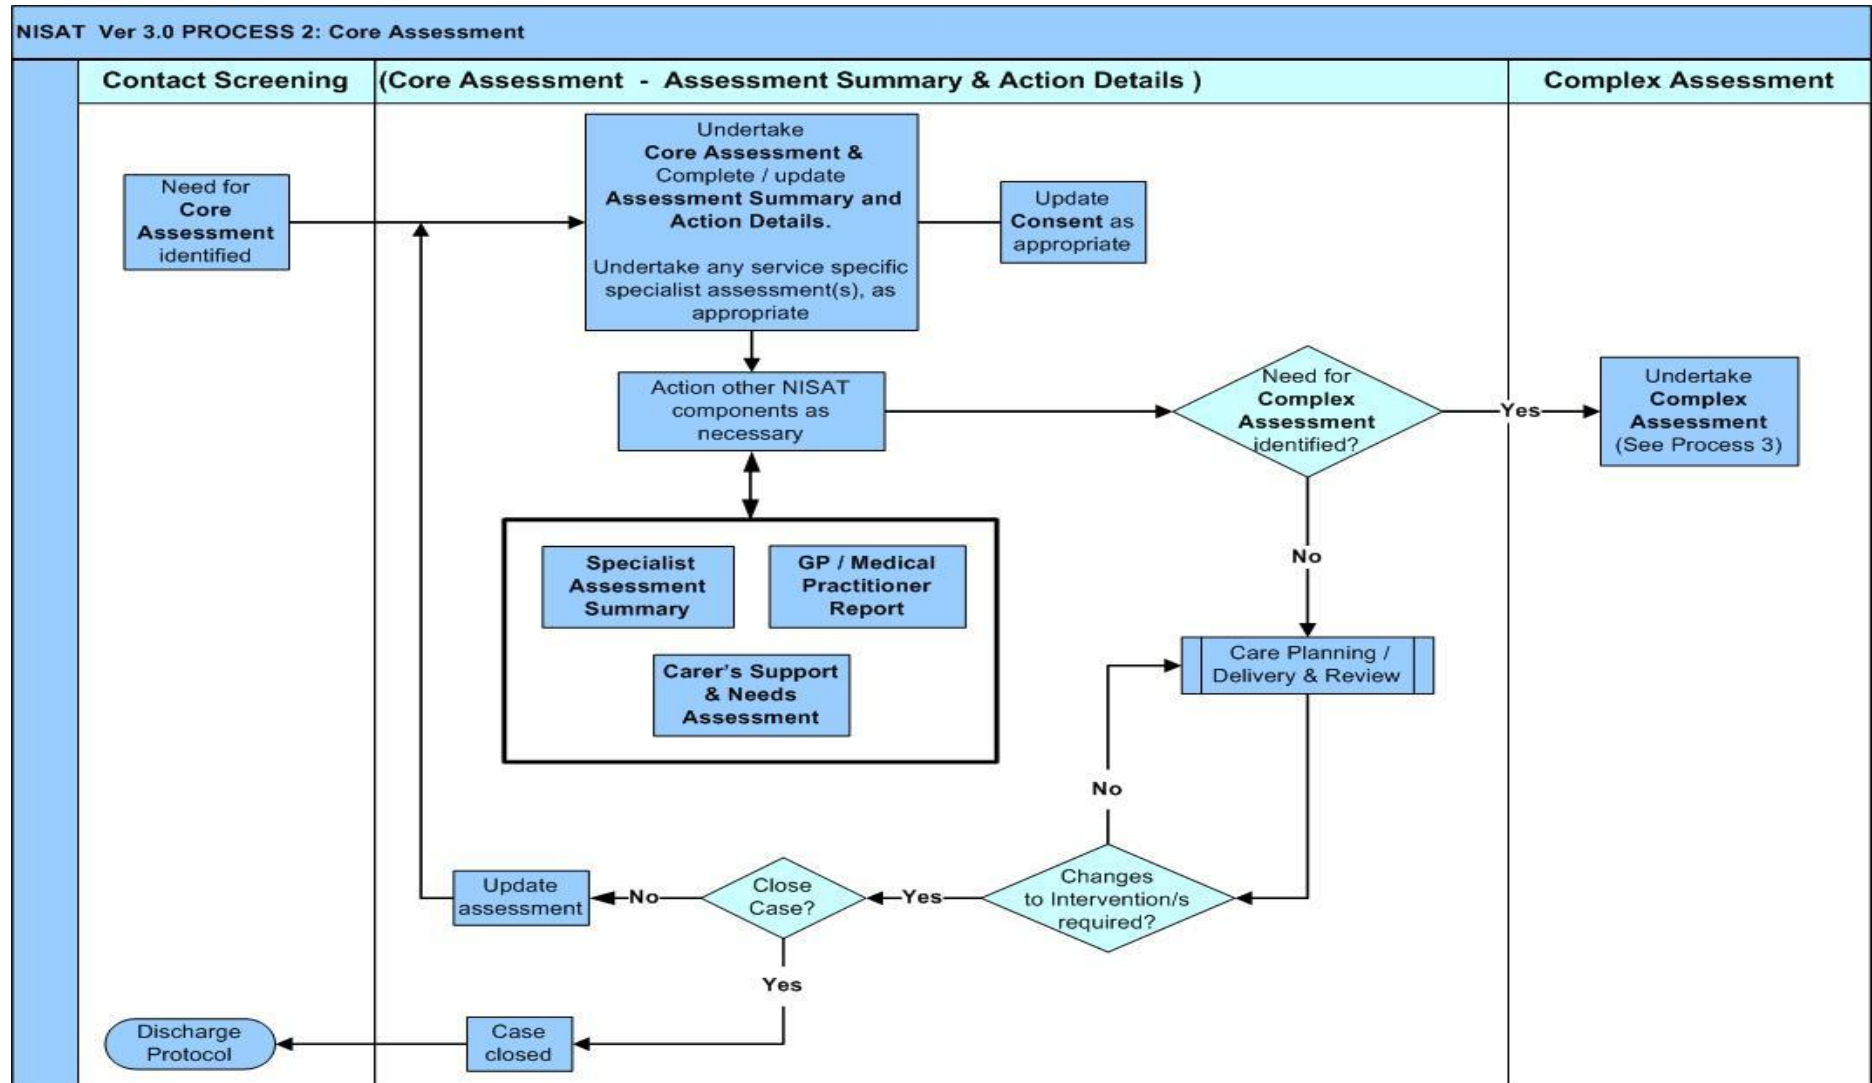 NISAT Ver 3.0 PROCESS 2: Core Assessment
Contact Screening
(Core Assessment - Assessment Summary & Action Details )
Complex Assessment
Need for
Core
Assessment
identified
Undertake
Core Assessment &
Complete / update
Assessment Summary and
Action Details.
Undertake any service specific
specialist assessment(s), as
appropriate
Update
Consent as
appropriate
Action other NISAT
components as
necessary
Need for
Complex
Assessment
identified?
Yes
Undertake
Complex
Assessment
(See Process 3)
No
Specialist
Assessment
Summary
GP / Medical
Practitioner
Report
Carer's Support
& Needs
Assessment
Care Planning /
Delivery & Review
No
Changes
to Intervention/s
required?
Yes
Close
Case?
No
Update
assessment
Yes
Case
closed
Discharge
Protocol